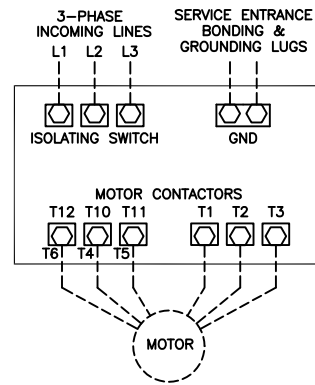 3-PHASE
INCOMING LINES
L1 L2 L3
SERVICE ENTRANCE
BONDING &
GROUNDING LUGS
ISOLATING SWITCH
GND
MOTOR CONTACTORS
T12 T10 T11 T1 T2 T3
T6 T4 T5
MOTOR